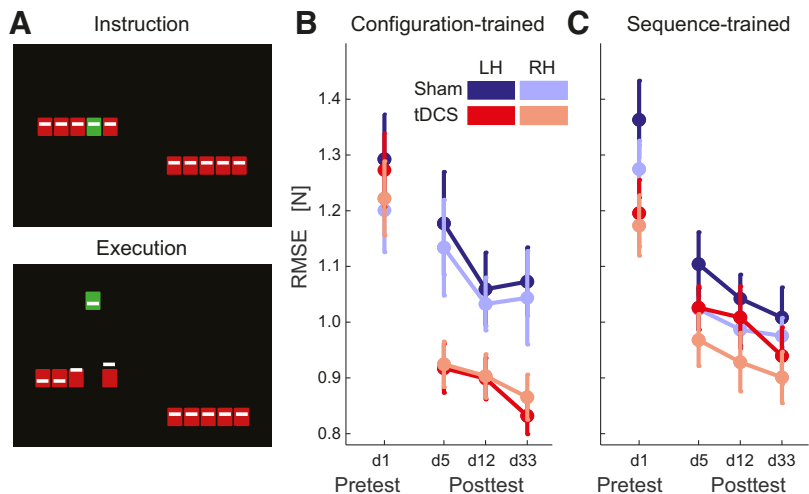 A
Instruction
Execution
B
Configuration-trained
LH RH
Sham
tDCS
RMSE [N]
1.4
1.3
1.2
1.1
1.0
0.9
0.8
d1 d5 d12 d33
Pretest Posttest
C
Sequence-trained
d1 d5 d12 d33
Pretest Posttest